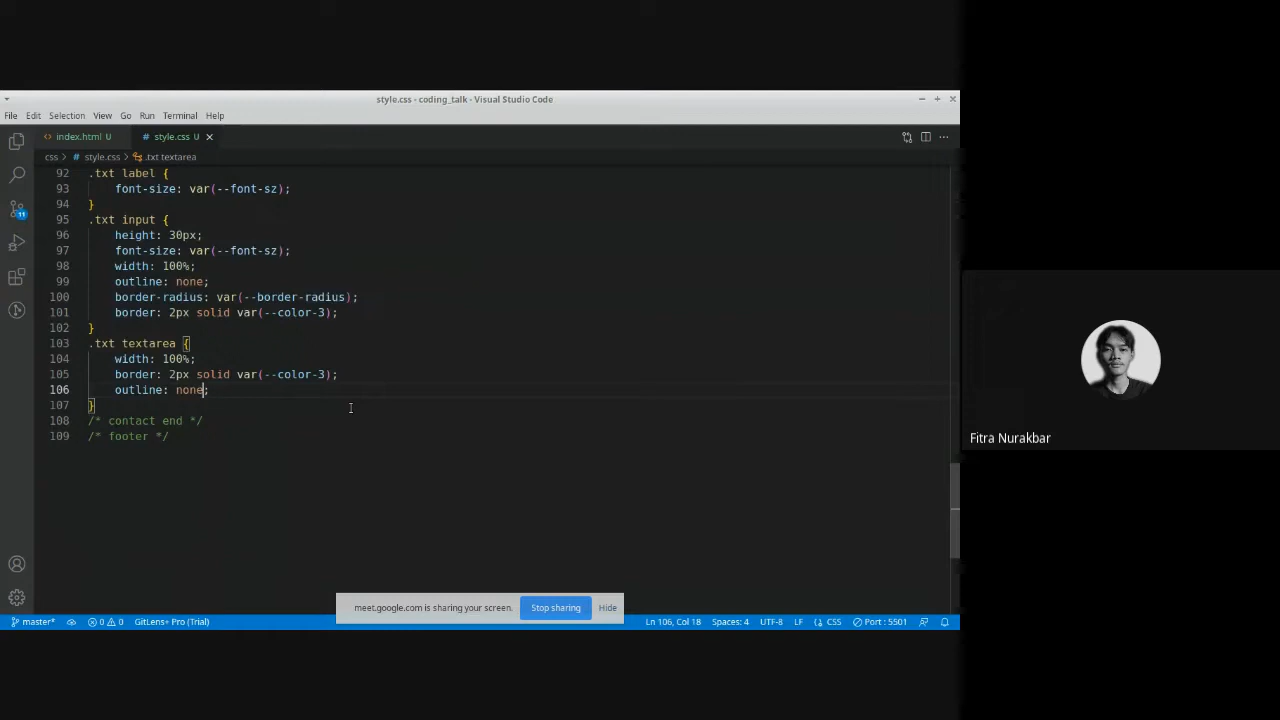 style.css - coding_talk - Visual Studio Code
File Edit Selection View Go Run Terminal Help
index.html U # style.css U
css > # style.css > .txt textarea
92 .txt label {
93 font-size: var(--font-sz);
94 }
95 .txt input {
96 height: 30px;
97 font-size: var(--font-sz);
98 width: 100%;
99 outline: none;
100 border-radius: var(--border-radius);
101 border: 2px solid var(--color-3);
102 }
103 .txt textarea {
104 width: 100%;
105 border: 2px solid var(--color-3);
106 outline: none;
107 }
108 /* contact end */
109 /* footer */
11
Fitra Nurakbar
meet.google.com is sharing your screen. Stop sharing Hide
master* 0 0 GitLens+ Pro (Trial) Ln 106, Col 18 Spaces: 4 UTF-8 LF CSS Port : 5501